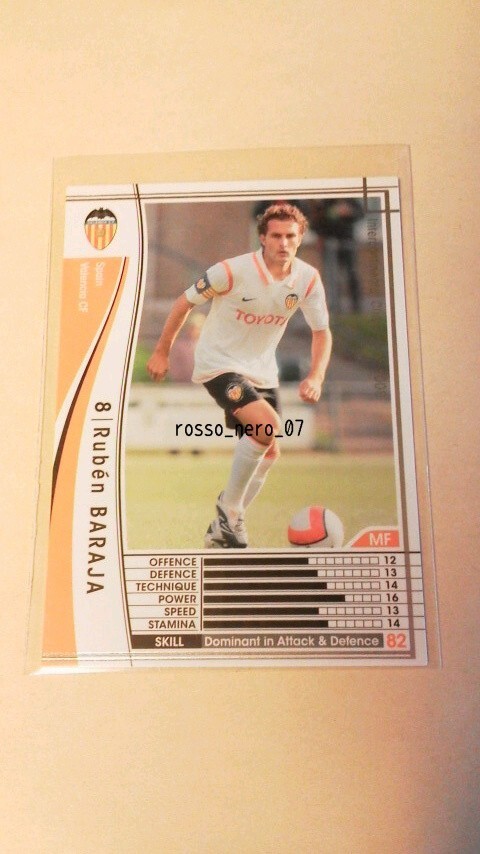 Spain
Valencia CF
8 Rubén BARAJA
TOYOTA
rosso_nero_07
MF
OFFENCE 12
DEFENCE 13
TECHNIQUE 14
POWER 16
SPEED 13
STAMINA 14
SKILL Dominant in Attack & Defence 82